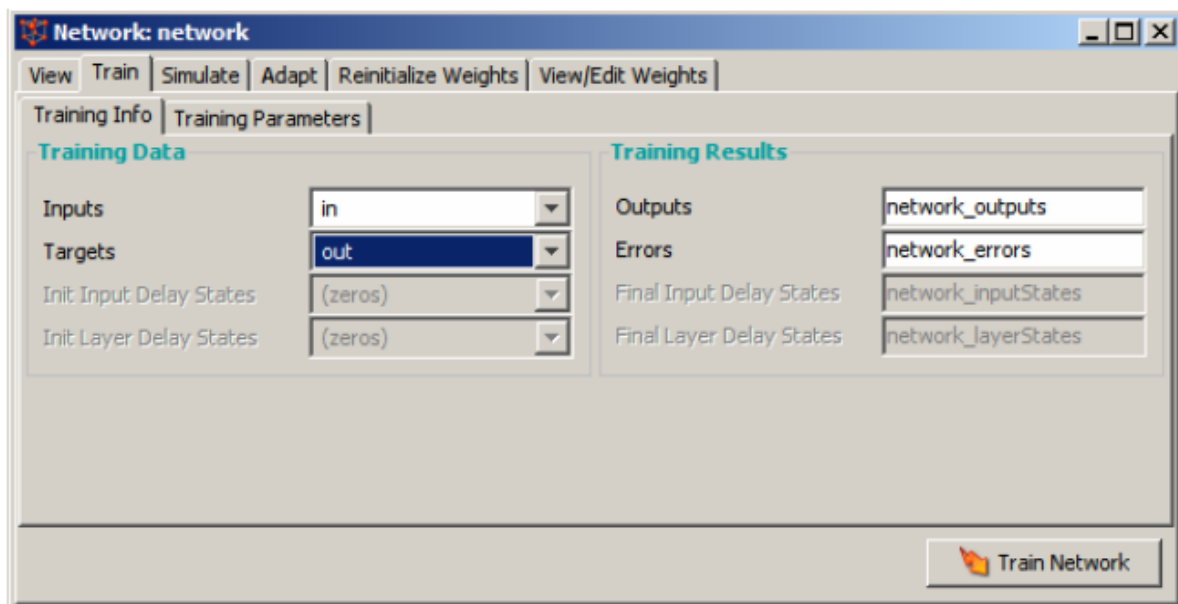 Network: network
View Train Simulate Adapt Reinitialize Weights View/Edit Weights
Training Info Training Parameters
Training Data
Inputs in
Targets out
Init Input Delay States (zeros)
Init Layer Delay States (zeros)
Training Results
Outputs network_outputs
Errors network_errors
Final Input Delay States network_inputStates
Final Layer Delay States network_layerStates
Train Network